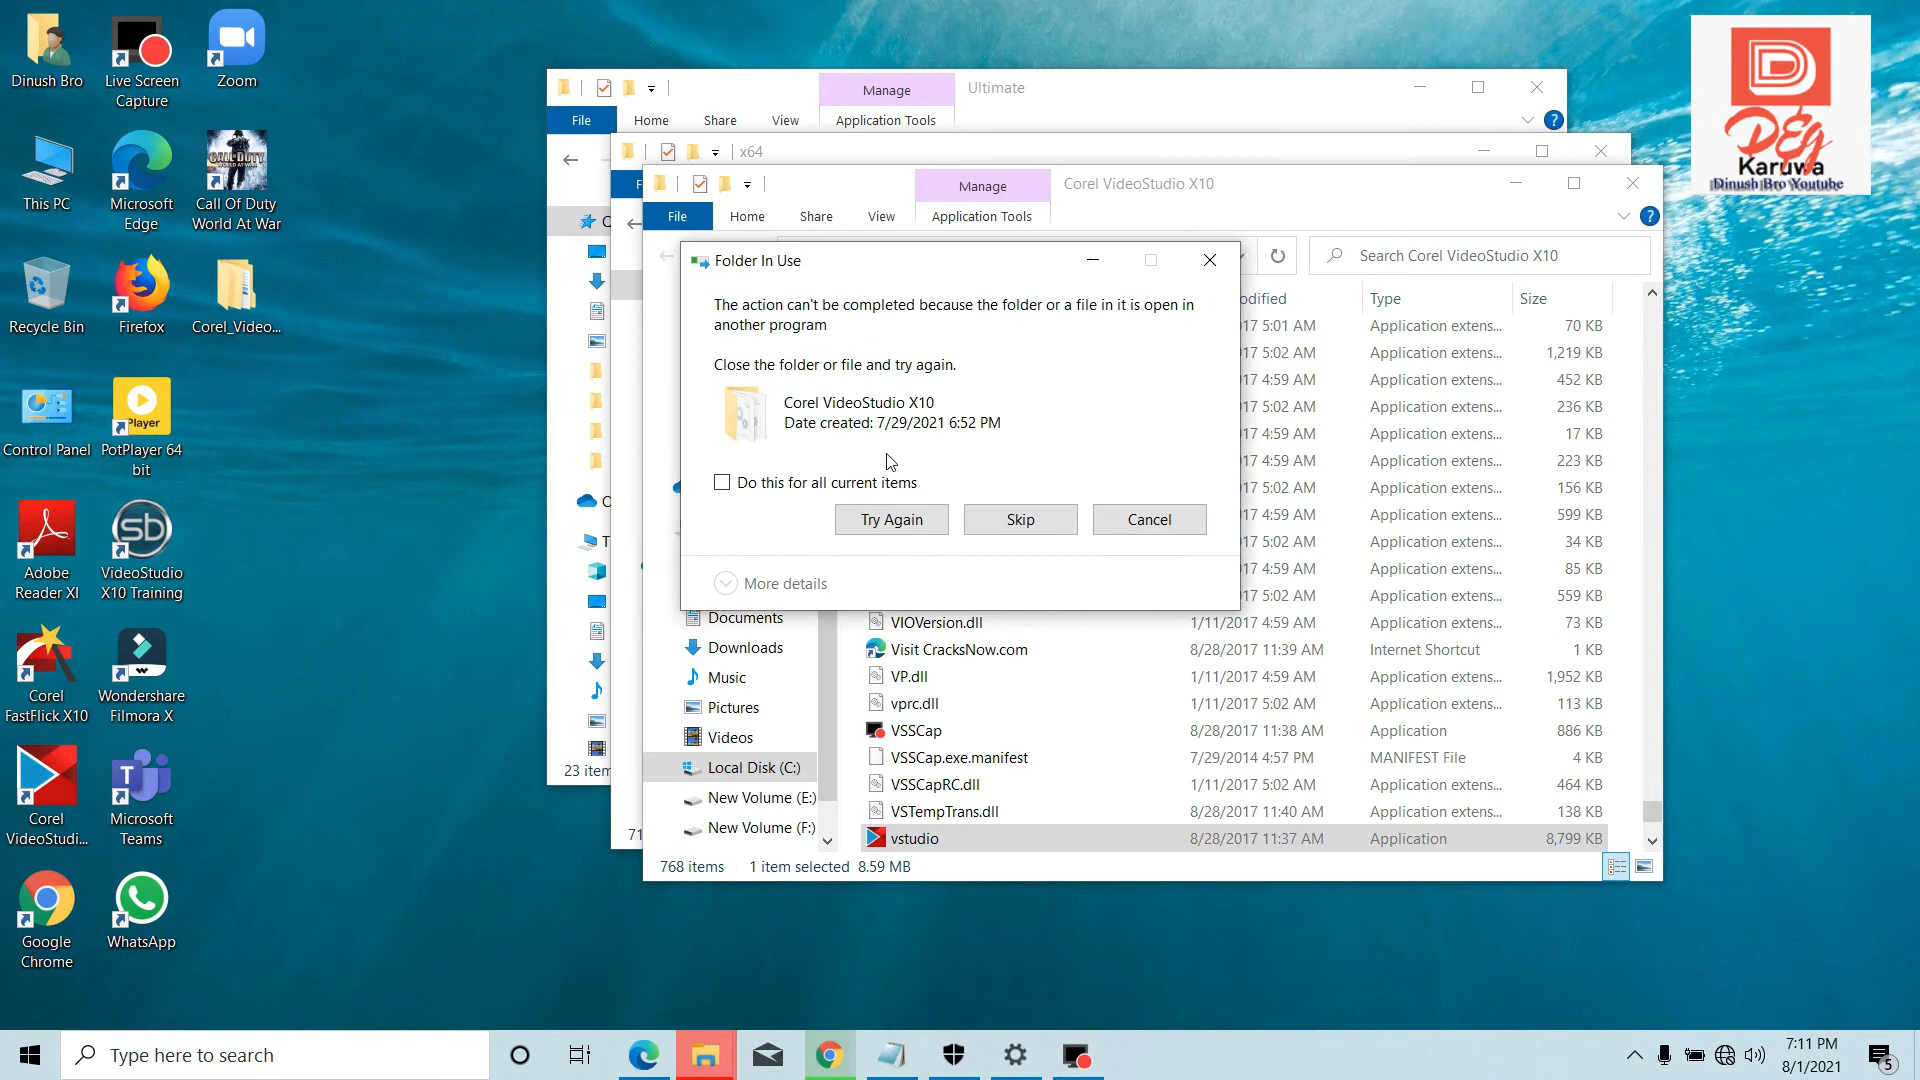 Dinush Bro
Live Screen
Capture
Zoom
This PC
Microsoft
Edge
CALL OF DUTY
WORLD AT WAR
Call Of Duty
World At War
Recycle Bin
Firefox
Corel_Video...
Control Panel
Player
PotPlayer 64
bit
Adobe
Reader XI
sb
VideoStudio
X10 Training
Corel
FastFlick X10
Wondershare
Filmora X
Corel
VideoStudi...
Microsoft
Teams
Google
Chrome
WhatsApp
Manage
Ultimate
File
Home
Share
View
Application Tools
x64
Manage
Corel VideoStudio X10
File
Home
Share
View
Application Tools
Search Corel VideoStudio X10
Folder In Use
The action can't be completed because the folder or a file in it is open in
another program
Close the folder or file and try again.
Corel VideoStudio X10
Date created: 7/29/2021 6:52 PM
Do this for all current items
Try Again
Skip
Cancel
More details
odified
Type
Size
17 5:01 AM
Application extens...
70 KB
17 5:02 AM
Application extens...
1,219 KB
17 4:59 AM
Application extens...
452 KB
17 5:02 AM
Application extens...
236 KB
17 4:59 AM
Application extens...
17 KB
17 4:59 AM
Application extens...
223 KB
17 5:02 AM
Application extens...
156 KB
17 4:59 AM
Application extens...
599 KB
17 5:02 AM
Application extens...
34 KB
17 4:59 AM
Application extens...
85 KB
17 5:02 AM
Application extens...
559 KB
VIOVersion.dll
1/11/2017 4:59 AM
Application extens...
73 KB
Visit CracksNow.com
8/28/2017 11:39 AM
Internet Shortcut
1 KB
VP.dll
1/11/2017 4:59 AM
Application extens...
1,952 KB
vprc.dll
1/11/2017 5:02 AM
Application extens...
113 KB
VSSCap
8/28/2017 11:38 AM
Application
886 KB
VSSCap.exe.manifest
7/29/2014 4:57 PM
MANIFEST File
4 KB
VSSCapRC.dll
1/11/2017 5:02 AM
Application extens...
464 KB
VSTempTrans.dll
8/28/2017 11:40 AM
Application extens...
138 KB
vstudio
8/28/2017 11:37 AM
Application
8,799 KB
Documents
Downloads
Music
Pictures
Videos
Local Disk (C:)
New Volume (E:)
New Volume (F:)
23 item
71
768 items
1 item selected 8.59 MB
D
Karuwa
Dinush Bro Youtube
Type here to search
7:11 PM
8/1/2021
5